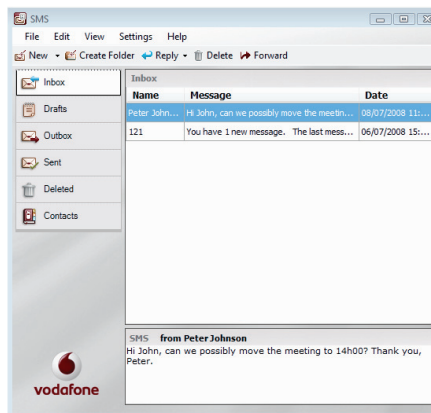 SMS
File Edit View Settings Help
New Create Folder Reply Delete Forward
Inbox
Drafts
Outbox
Sent
Deleted
Contacts
vodafone
Inbox
Name Message Date
Peter John... Hi John, can we possibly move the meetin... 08/07/2008 11:...
121 You have 1 new message. The last mess... 06/07/2008 15:...
SMS from Peter Johnson
Hi John, can we possibly move the meeting to 14h00? Thank you,
Peter.